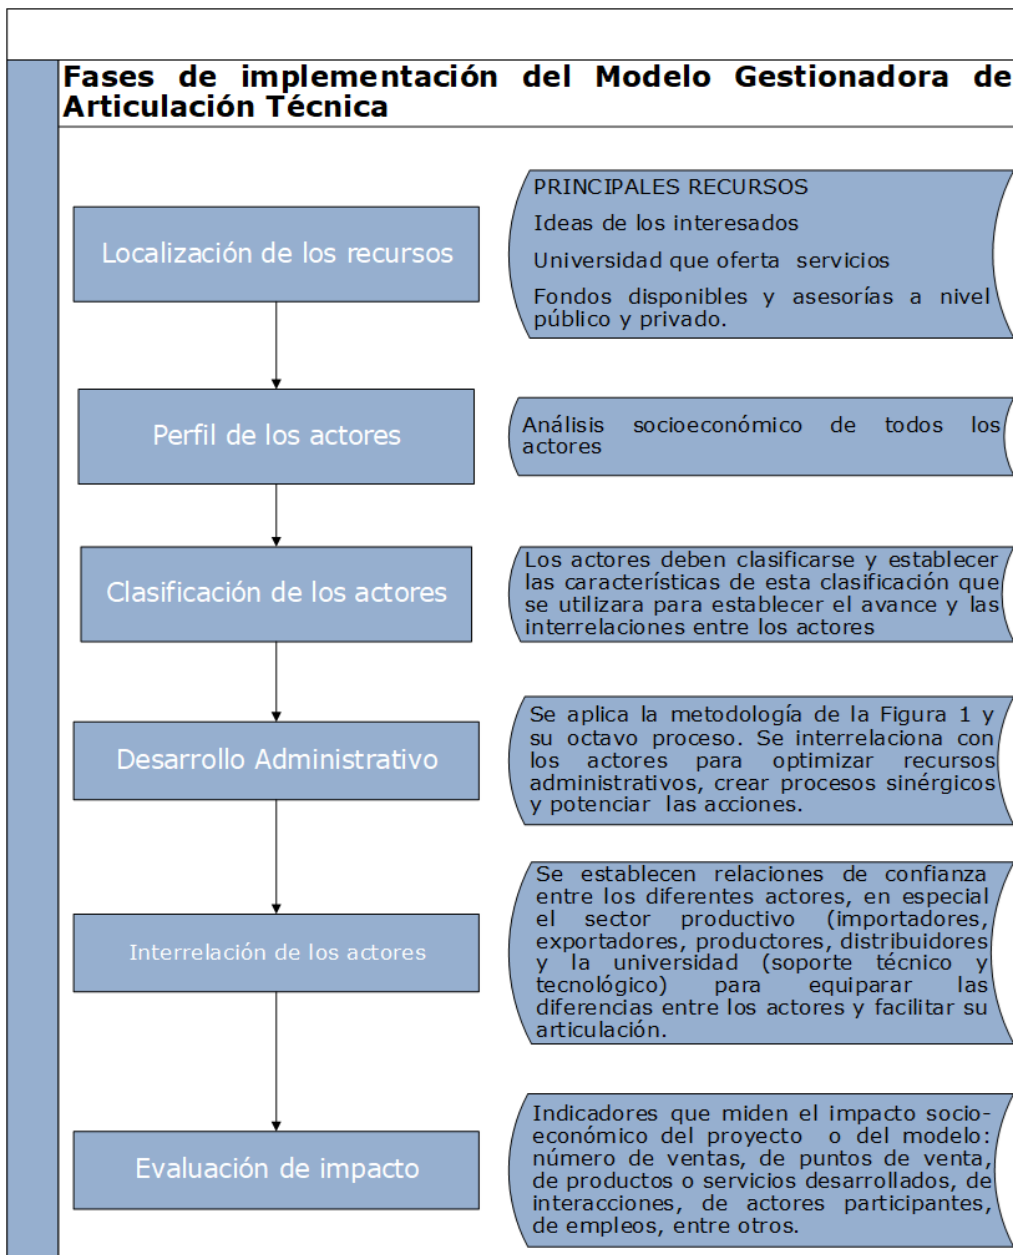 Fases de implementación del Modelo Gestionadora de
Articulación Técnica
Localización de los recursos
PRINCIPALES RECURSOS
Ideas de los interesados
Universidad que oferta servicios
Fondos disponibles y asesorías a nivel
público y privado.
Perfil de los actores
Análisis socioeconómico de todos los
actores
Clasificación de los actores
Los actores deben clasificarse y establecer
las características de esta clasificación que
se utilizara para establecer el avance y las
interrelaciones entre los actores
Desarrollo Administrativo
Se aplica la metodología de la Figura 1 y
su octavo proceso. Se interrelaciona con
los actores para optimizar recursos
administrativos, crear procesos sinérgicos
y potenciar las acciones.
Interrelación de los actores
Se establecen relaciones de confianza
entre los diferentes actores, en especial
el sector productivo (importadores,
exportadores, productores, distribuidores
y la universidad (soporte técnico y
tecnológico) para equiparar las
diferencias entre los actores y facilitar su
articulación.
Evaluación de impacto
Indicadores que miden el impacto socio-
económico del proyecto o del modelo:
número de ventas, de puntos de venta,
de productos o servicios desarrollados, de
interacciones, de actores participantes,
de empleos, entre otros.